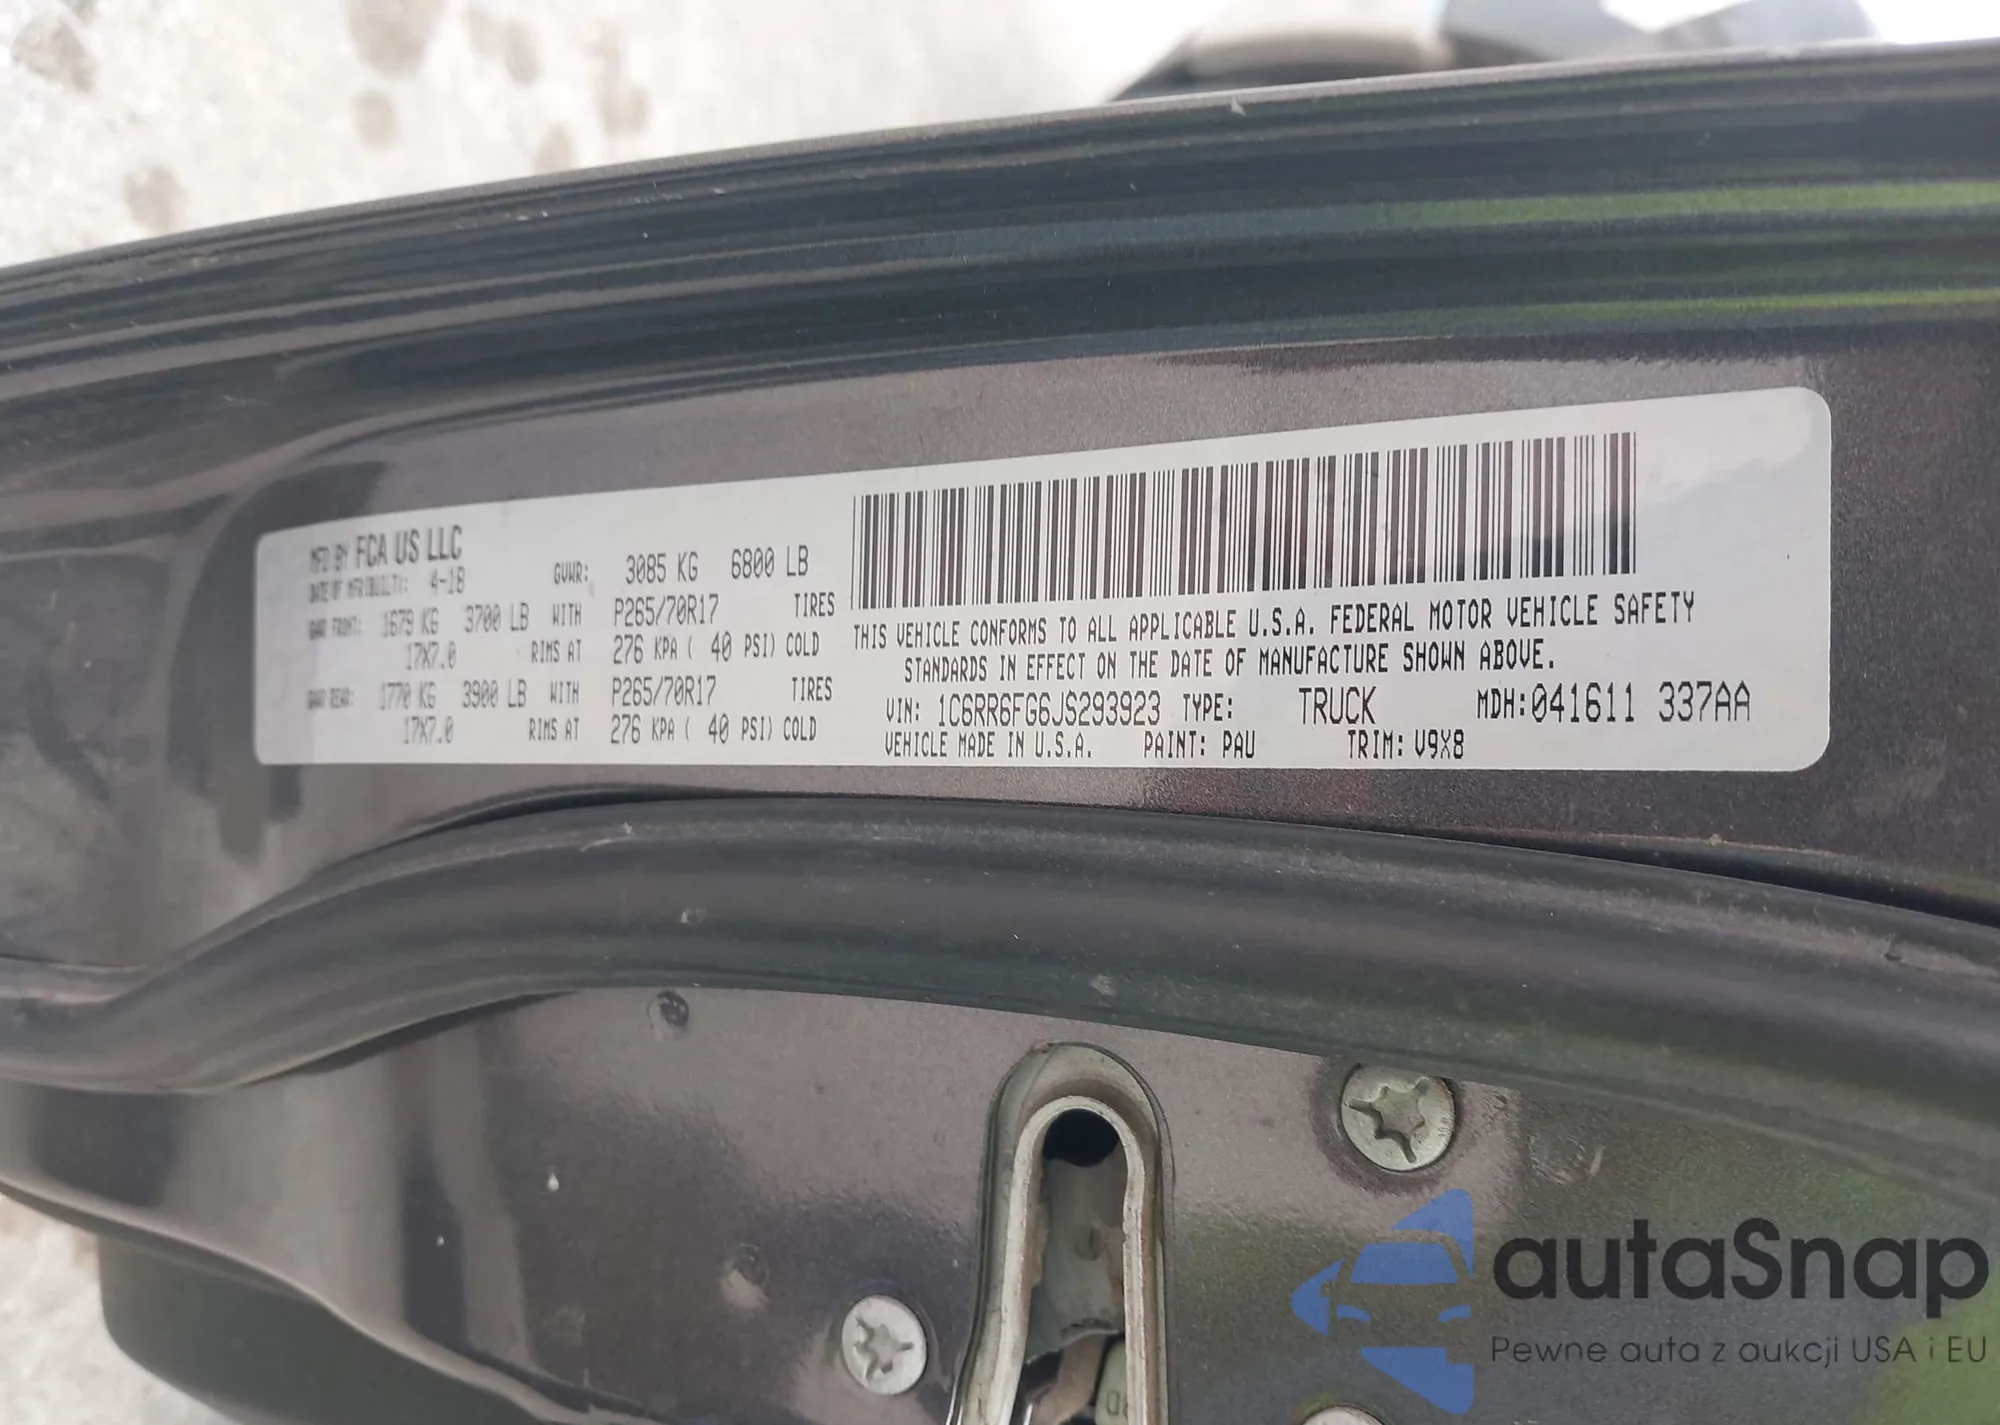 MFD BY FCA US LLC
DATE OF MFR(BUILT): 4-18 GVWR: 3085 KG 6800 LB
GAWR FRONT: 1679 KG 3700 LB WITH P265/70R17 TIRES
17X7.0 RIMS AT 276 KPA ( 40 PSI) COLD
GAWR REAR: 1770 KG 3900 LB WITH P265/70R17 TIRES
17X7.0 RIMS AT 276 KPA ( 40 PSI) COLD
THIS VEHICLE CONFORMS TO ALL APPLICABLE U.S.A. FEDERAL MOTOR VEHICLE SAFETY
STANDARDS IN EFFECT ON THE DATE OF MANUFACTURE SHOWN ABOVE.
VIN: 1C6RR6FG6JS293923 TYPE: TRUCK MDH:041611 337AA
VEHICLE MADE IN U.S.A. PAINT: PAU TRIM: V9X8
autaSnap
Pewne auta z aukcji USA i EU